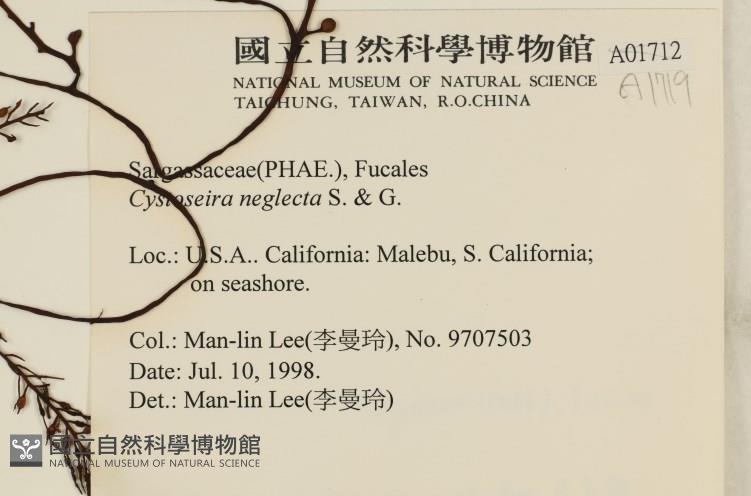 國立自然科學博物館 A01712
NATIONAL MUSEUM OF NATURAL SCIENCE
TAICHUNG, TAIWAN, R.O.CHINA
A1719
Sargassaceae(PHAE.), Fucales
Cystoseira neglecta S. & G.
Loc.: U.S.A.. California: Malebu, S. California;
on seashore.
Col.: Man-lin Lee(李曼玲), No. 9707503
Date: Jul. 10, 1998.
Det.: Man-lin Lee(李曼玲)
國立自然科學博物館
NATIONAL MUSEUM OF NATURAL SCIENCE